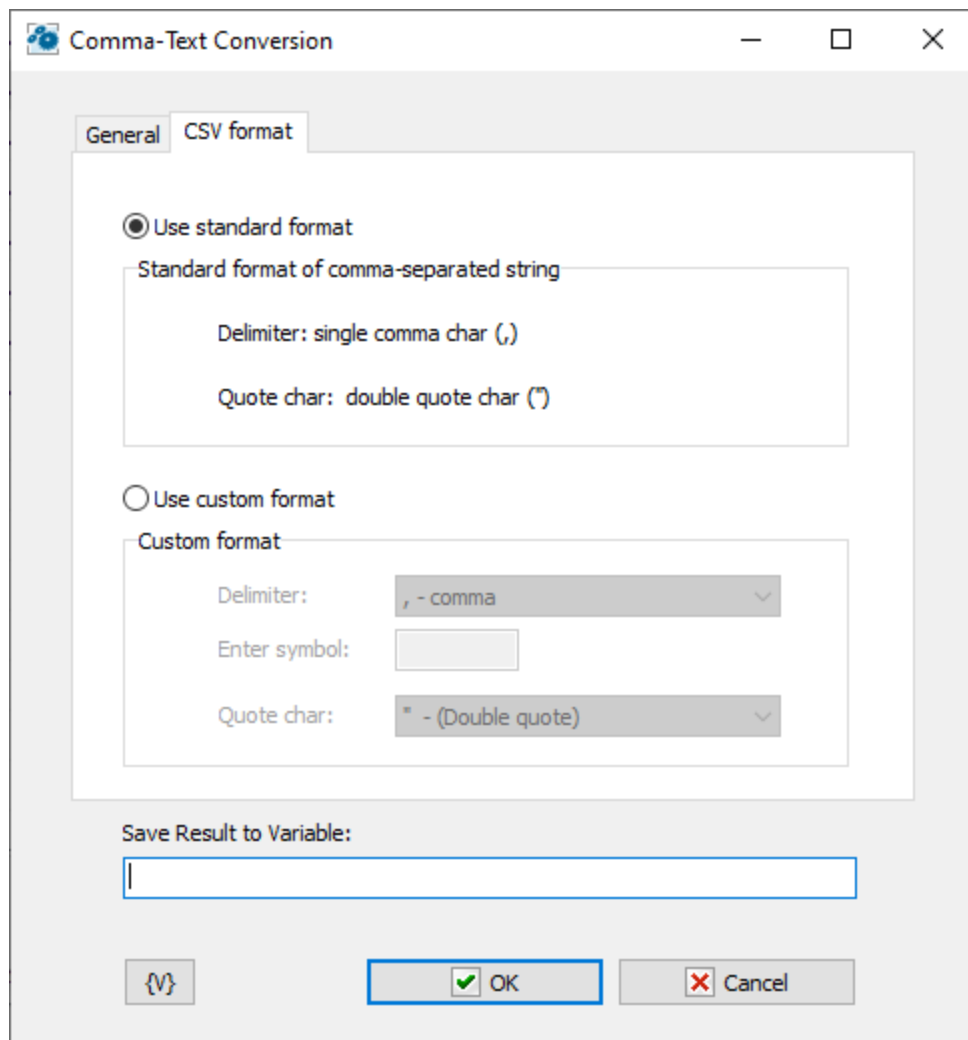 Comma-Text Conversion
General
CSV format
Use standard format
Standard format of comma-separated string
Delimiter: single comma char (,)
Quote char:  double quote char (")
Use custom format
Custom format
Delimiter: , - comma
Enter symbol:
Quote char: "  - (Double quote)
Save Result to Variable:
{V} OK Cancel